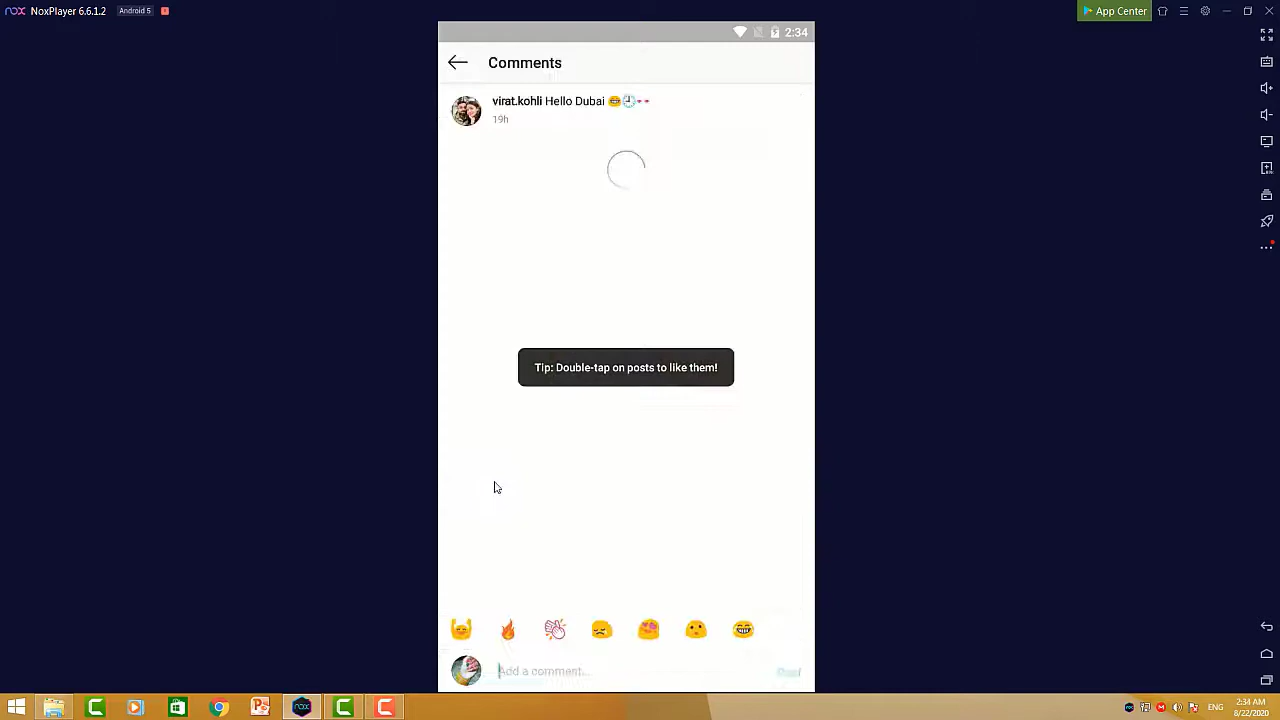 NoxPlayer 6.6.1.2 Android 5
App Center
2:34
Comments
virat.kohli Hello Dubai
19h
Tip: Double-tap on posts to like them!
Add a comment...
Post
ENG
2:34 AM
8/22/2020